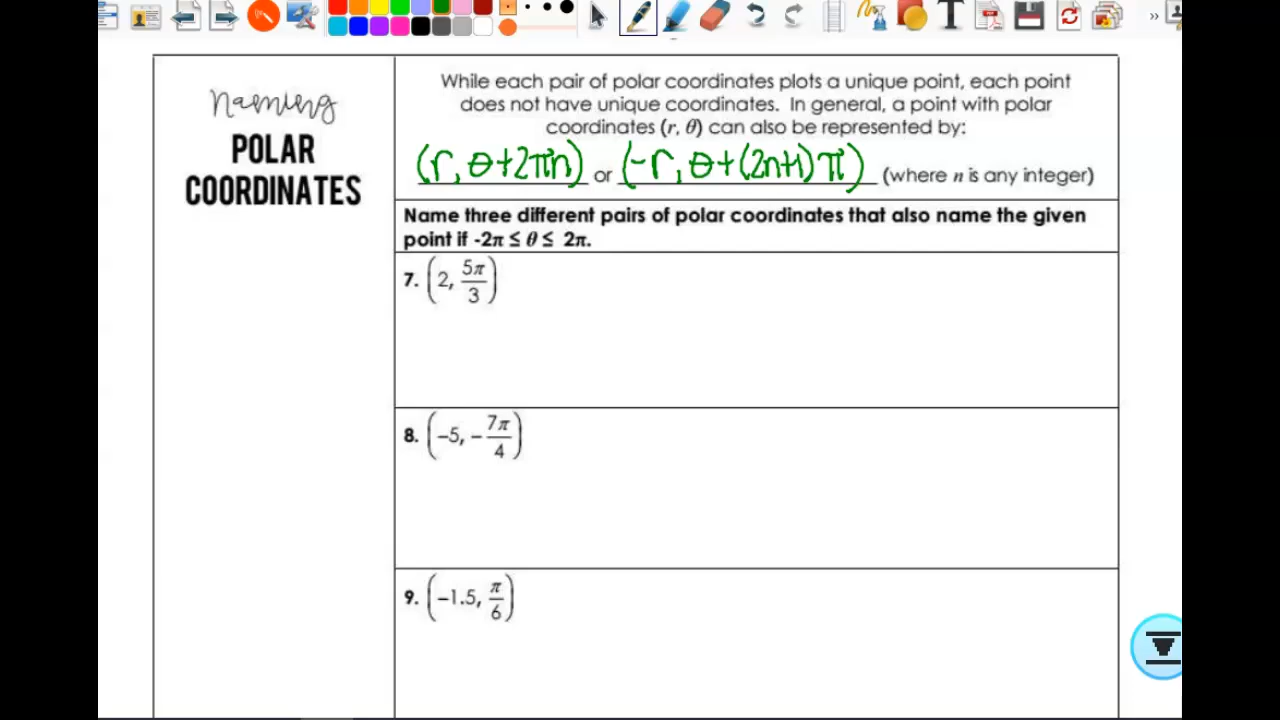 Naming
POLAR
COORDINATES
While each pair of polar coordinates plots a unique point, each point
does not have unique coordinates. In general, a point with polar
coordinates (r, θ) can also be represented by:
(r, θ+2πn) or (-r, θ+(2n+1)π) (where n is any integer)
Name three different pairs of polar coordinates that also name the given
point if -2π ≤ θ ≤ 2π.
7. (2, 5π/3)
8. (−5, −7π/4)
9. (−1.5, π/6)